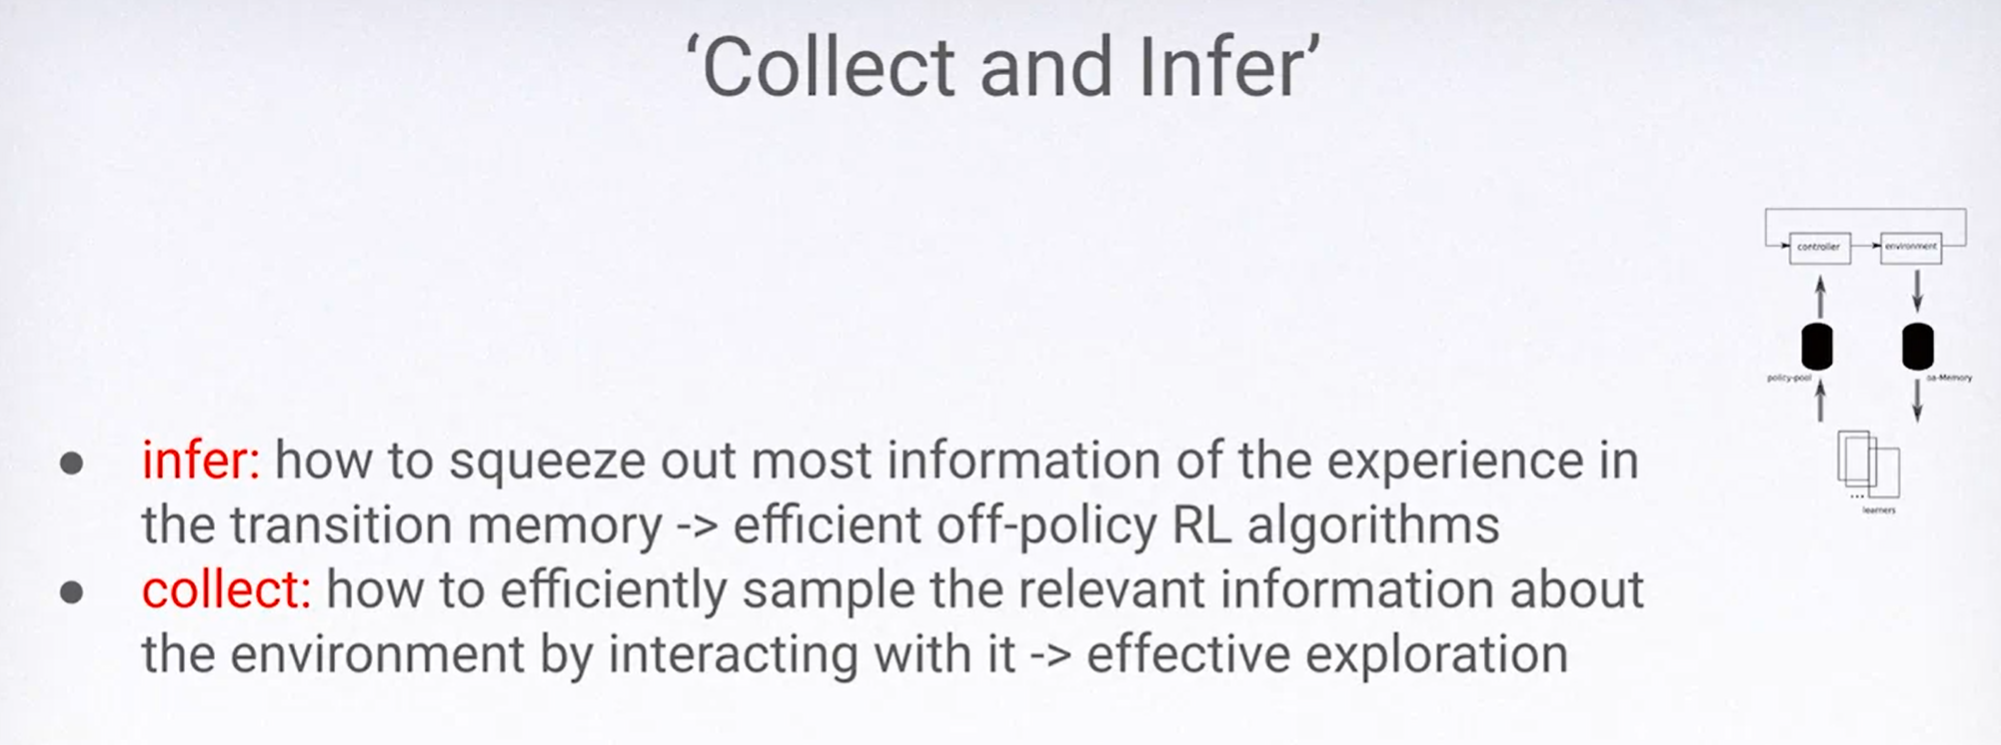 ‘Collect and Infer’
controller
environment
policy-pool
sa-Memory
...
learners
• infer: how to squeeze out most information of the experience in
the transition memory -> efficient off-policy RL algorithms
• collect: how to efficiently sample the relevant information about
the environment by interacting with it -> effective exploration